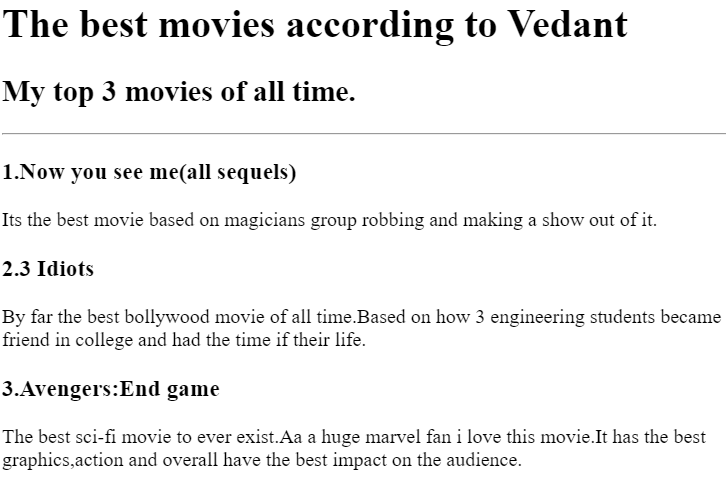 The best movies according to Vedant
My top 3 movies of all time.
1.Now you see me(all sequels)
Its the best movie based on magicians group robbing and making a show out of it.
2.3 Idiots
By far the best bollywood movie of all time.Based on how 3 engineering students became
friend in college and had the time if their life.
3.Avengers:End game
The best sci-fi movie to ever exist.Aa a huge marvel fan i love this movie.It has the best
graphics,action and overall have the best impact on the audience.